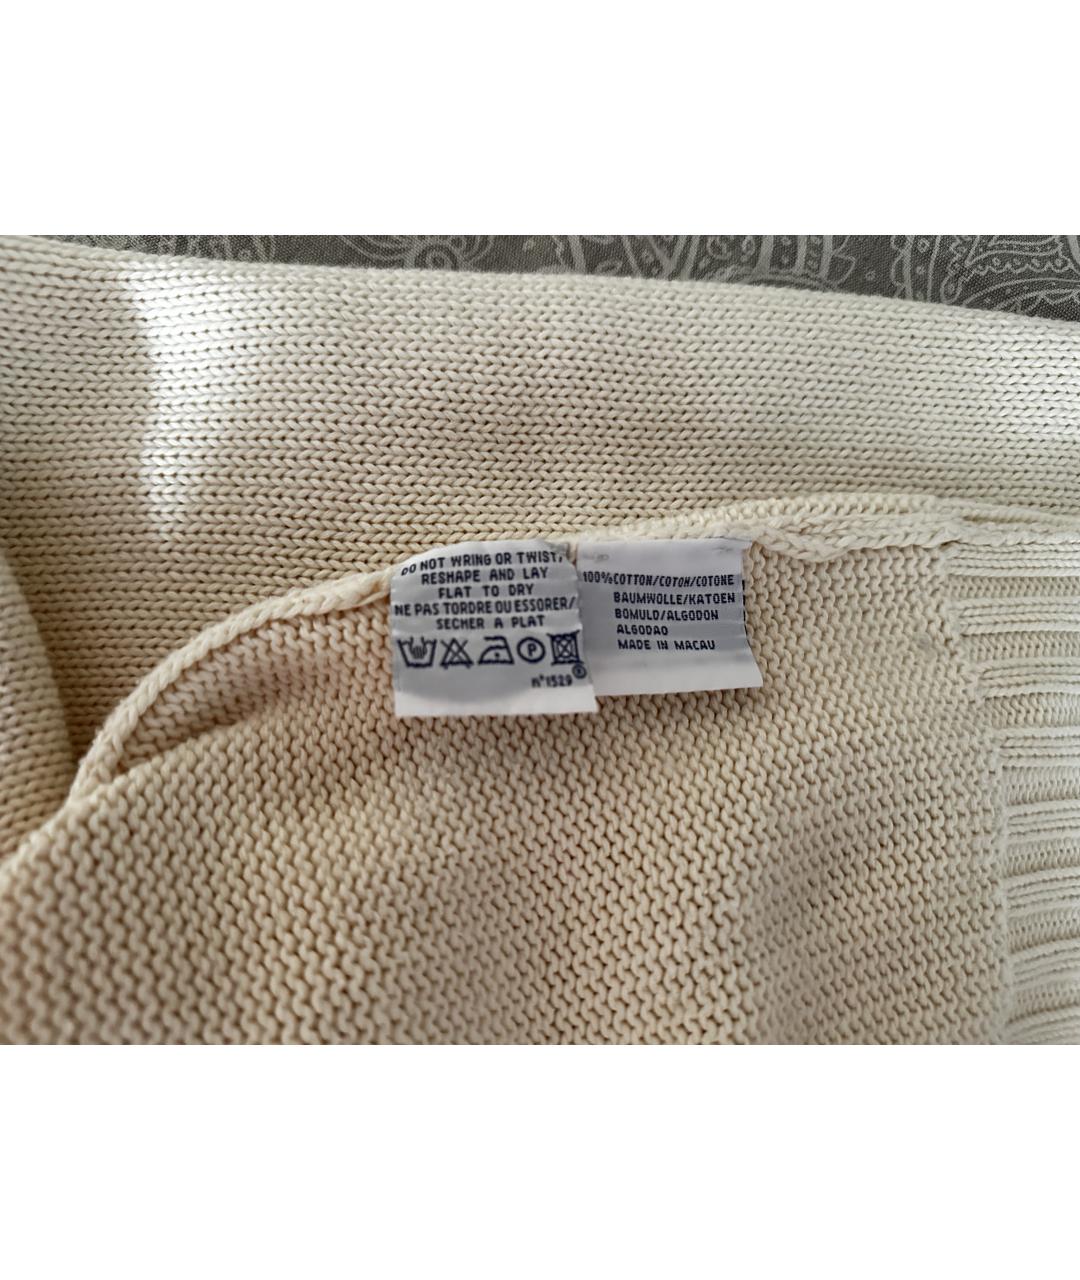 DO NOT WRING OR TWIST,
RESHAPE AND LAY
FLAT TO DRY
NE PAS TORDRE OU ESSORER/
SECHER A PLAT
P
n°1529
100%COTTON/COTON/COTONE
BAUMWOLLE/KATOEN
BOMULD/ALGODON
ALGODAO
MADE IN MACAU